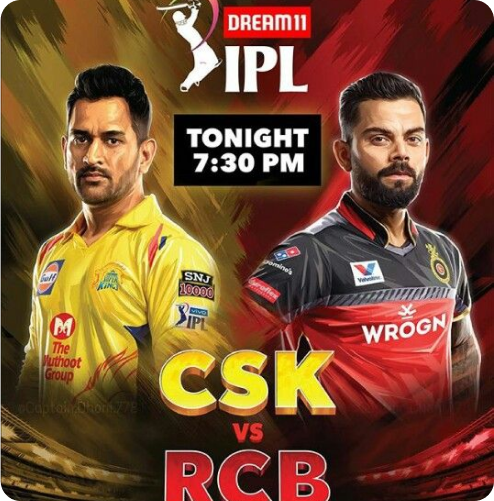 DREAM11
IPL
TONIGHT
7:30 PM
Gulf
SNJ
10000
VIVO
IPL
The
Muthoot
Group
Domino's
Valvoline
WROGN
CSK
VS
RCB